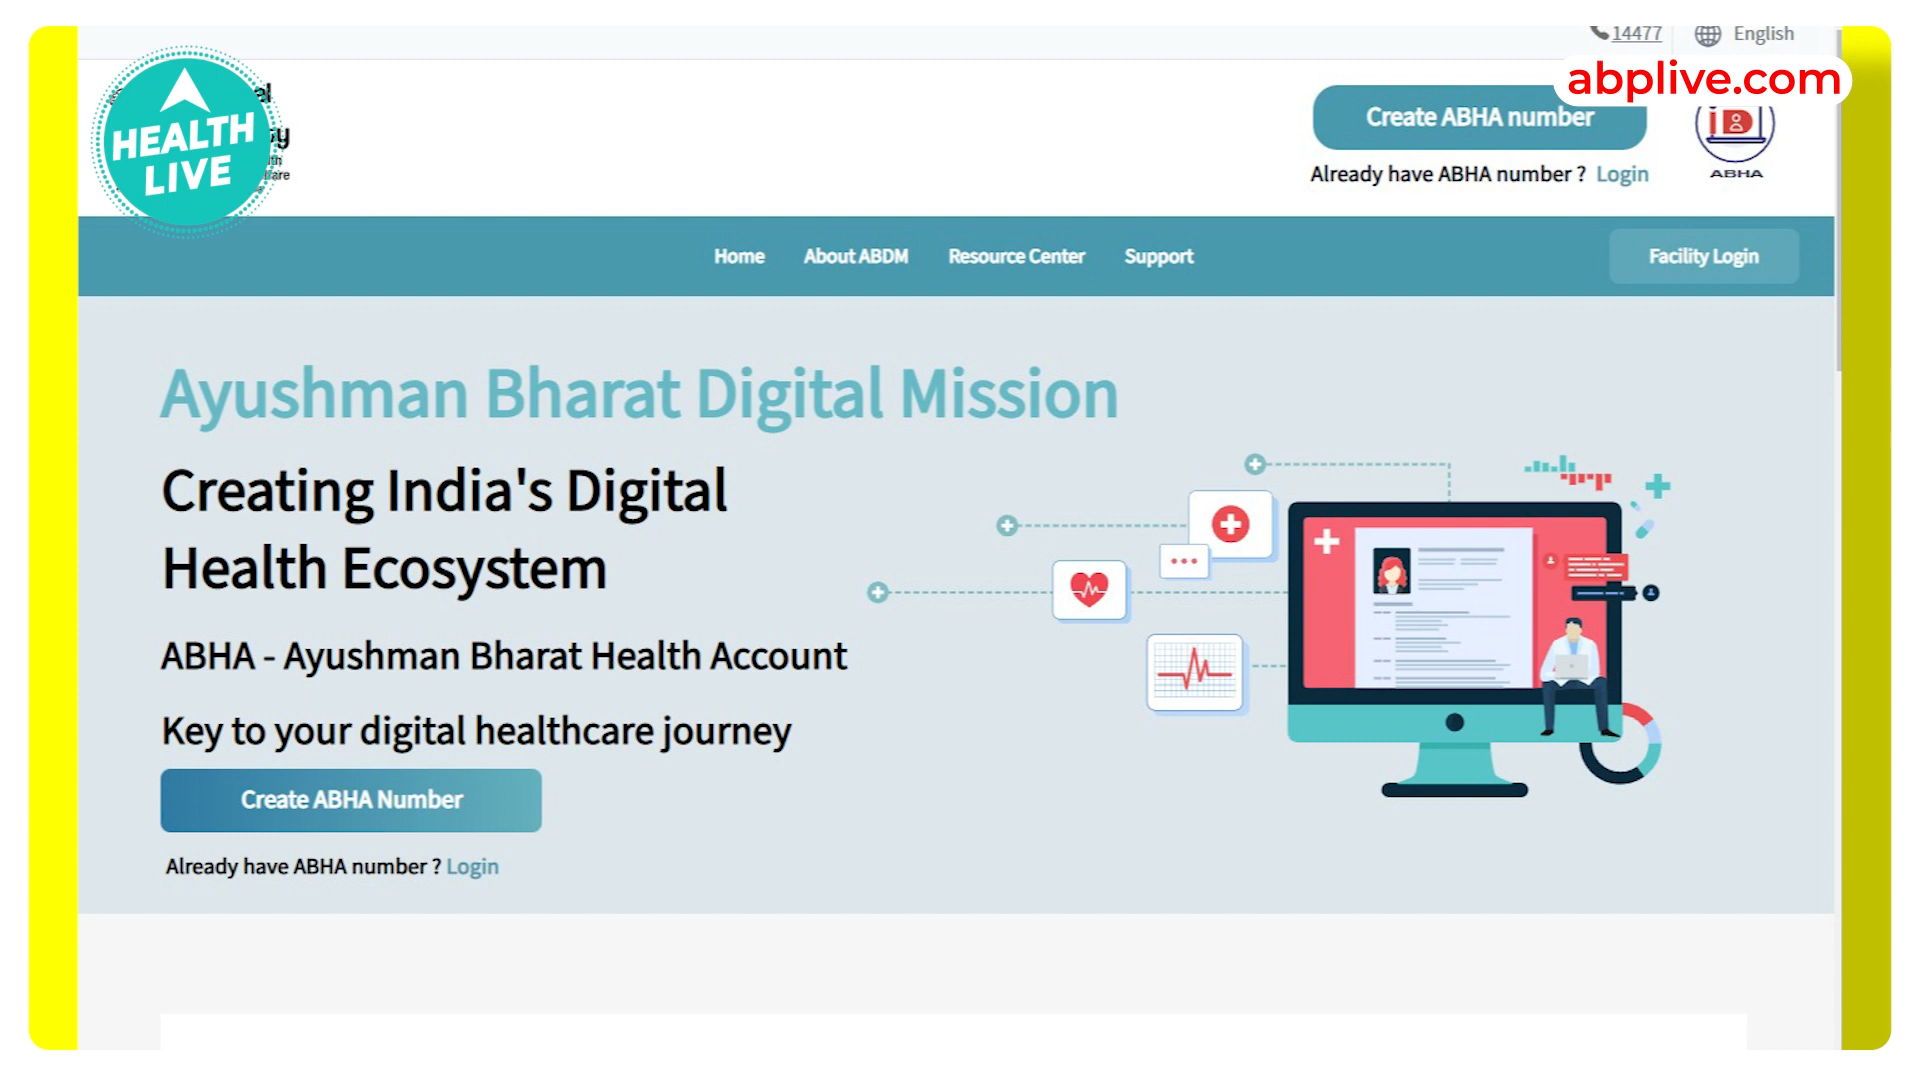 14477 English
abplive.com
HEALTH
LIVE
Create ABHA number
Already have ABHA number ? Login
ABHA
Home About ABDM Resource Center Support Facility Login
Ayushman Bharat Digital Mission
Creating India's Digital
Health Ecosystem
ABHA - Ayushman Bharat Health Account
Key to your digital healthcare journey
Create ABHA Number
Already have ABHA number ? Login